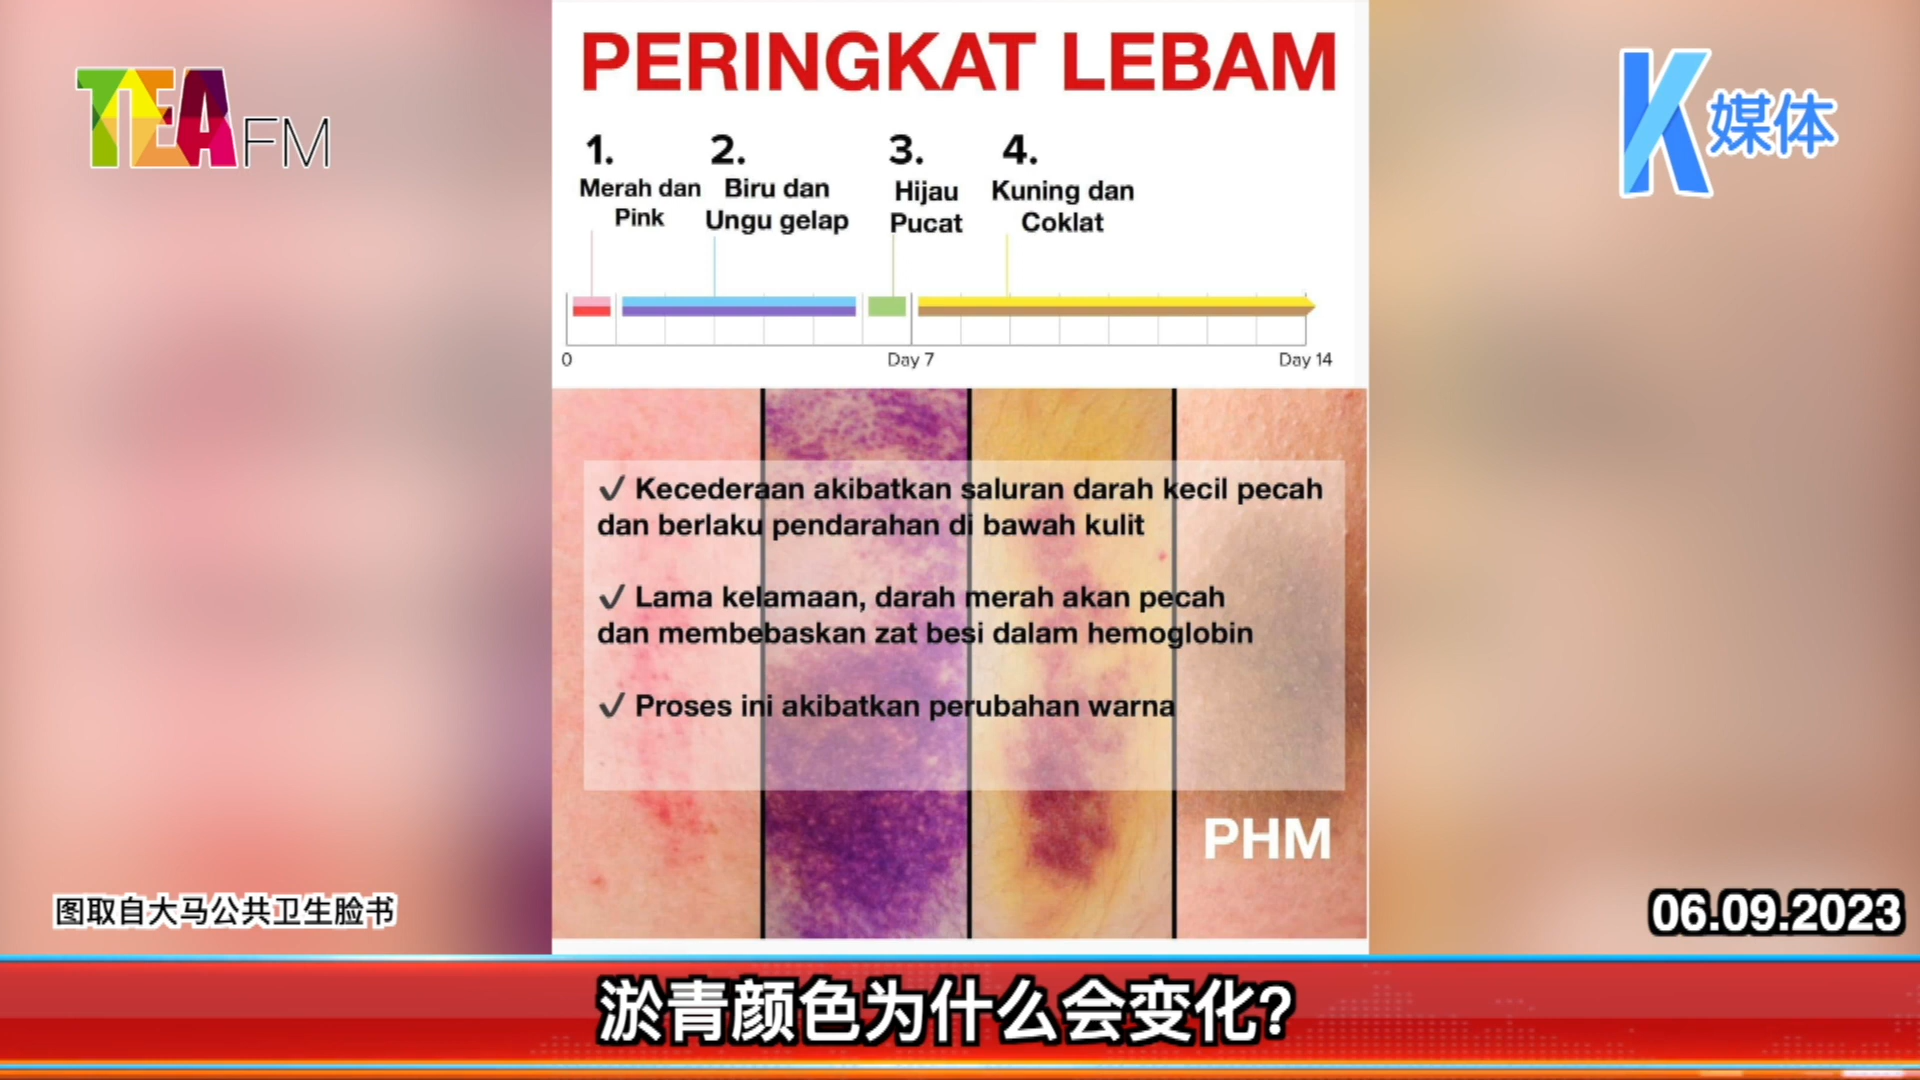 TEA FM
K 媒体
PERINGKAT LEBAM
1.
Merah dan
Pink
2.
Biru dan
Ungu gelap
3.
Hijau
Pucat
4.
Kuning dan
Coklat
0
Day 7
Day 14
✓ Kecederaan akibatkan saluran darah kecil pecah
dan berlaku pendarahan di bawah kulit
✓ Lama kelamaan, darah merah akan pecah
dan membebaskan zat besi dalam hemoglobin
✓ Proses ini akibatkan perubahan warna
PHM
图取自大马公共卫生脸书
06.09.2023
淤青颜色为什么会变化?